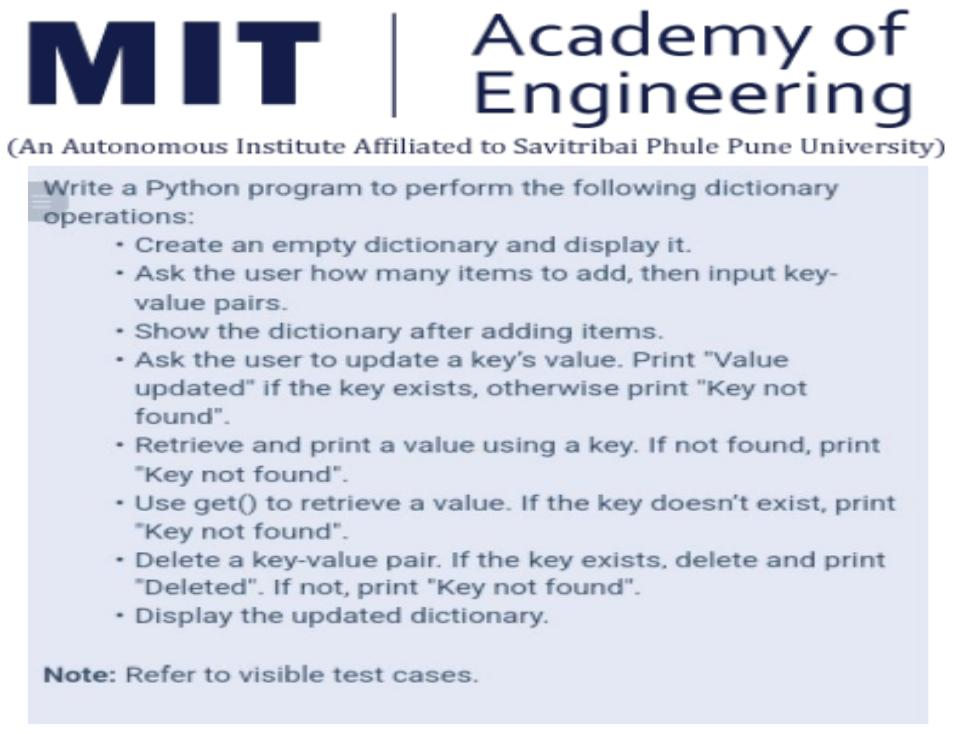 MIT
Academy of
Engineering
(An Autonomous Institute Affiliated to Savitribai Phule Pune University)
Write a Python program to perform the following dictionary
operations:
• Create an empty dictionary and display it.
• Ask the user how many items to add, then input key-
value pairs.
• Show the dictionary after adding items.
• Ask the user to update a key’s value. Print "Value
updated" if the key exists, otherwise print "Key not
found".
• Retrieve and print a value using a key. If not found, print
"Key not found".
• Use get() to retrieve a value. If the key doesn’t exist, print
"Key not found".
• Delete a key-value pair. If the key exists, delete and print
"Deleted". If not, print "Key not found".
• Display the updated dictionary.
Note: Refer to visible test cases.